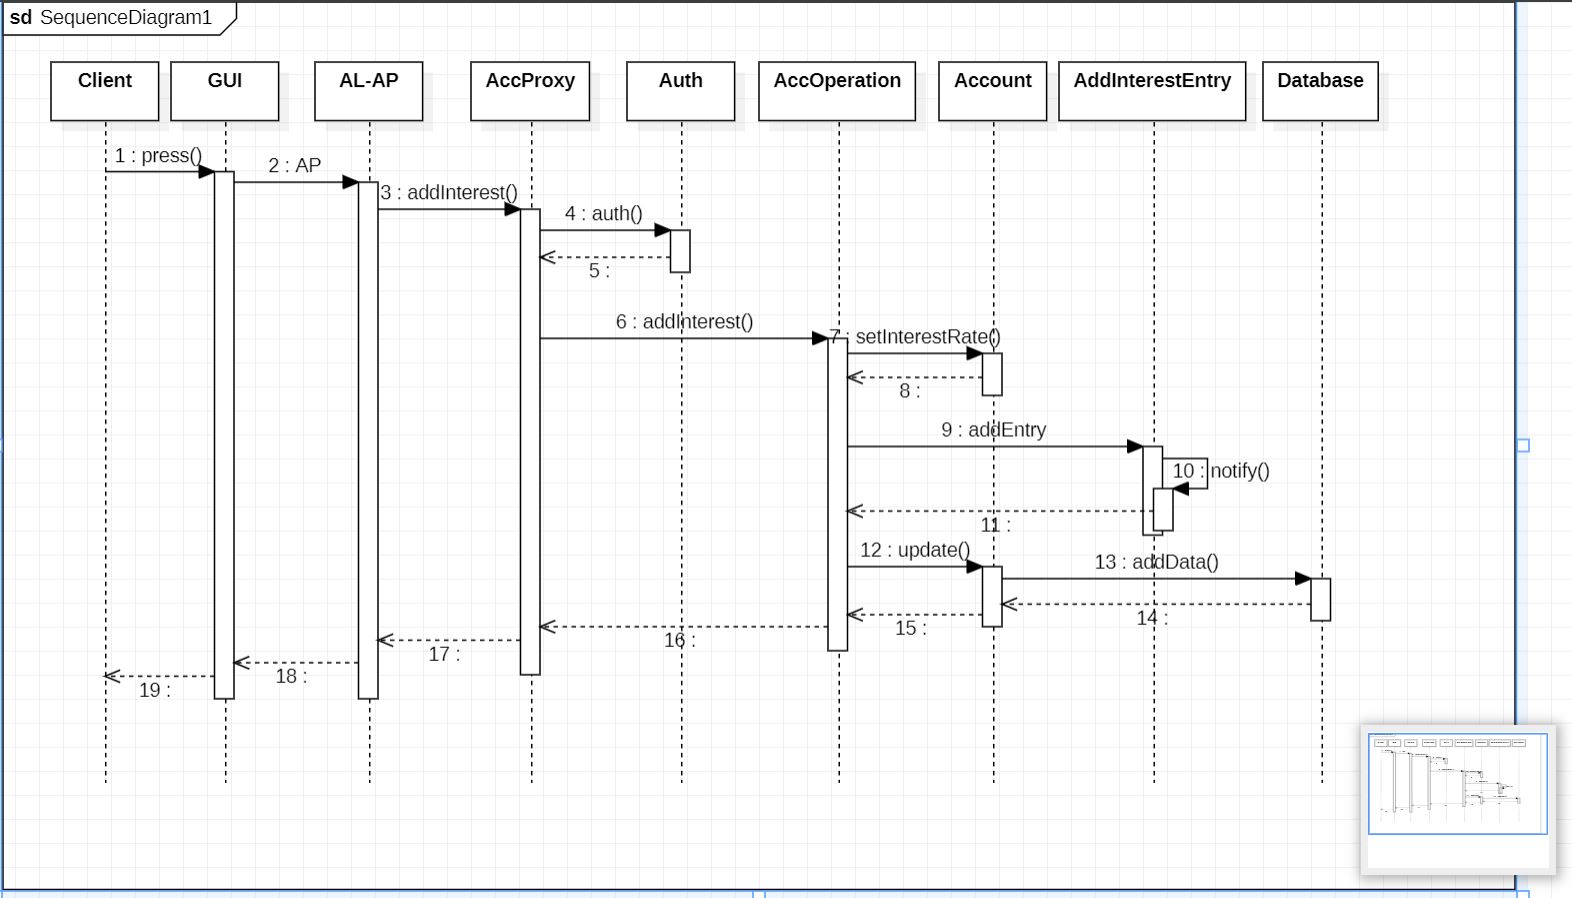 sd SequenceDiagram1
Client GUI AL-AP AccProxy Auth AccOperation Account AddInterestEntry Database
1 : press()
2 : AP
3 : addInterest()
4 : auth()
5 :
6 : addInterest()
7 : setInterestRate()
8 :
9 : addEntry
10 : notify()
11 :
12 : update()
13 : addData()
14 :
15 :
16 :
17 :
18 :
19 :